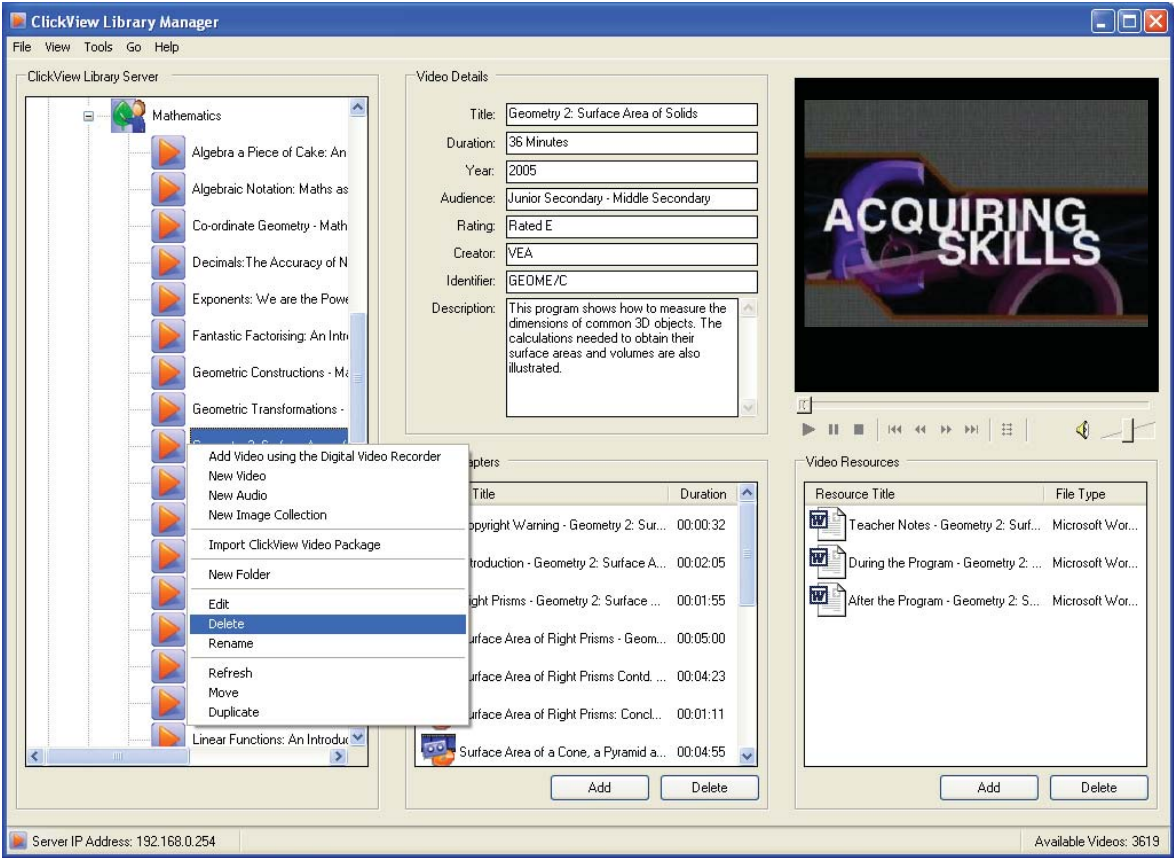 ClickView Library Manager
File View Tools Go Help
ClickView Library Server
Mathematics
Algebra a Piece of Cake: An
Algebraic Notation: Maths as
Co-ordinate Geometry - Math
Decimals:The Accuracy of N
Exponents: We are the Powe
Fantastic Factorising: An Intr
Geometric Constructions - Ma
Geometric Transformations -
Add Video using the Digital Video Recorder
New Video
New Audio
New Image Collection
Import ClickView Video Package
New Folder
Edit
Delete
Rename
Refresh
Move
Duplicate
Linear Functions: An Introduc
Video Details
Title: Geometry 2: Surface Area of Solids
Duration: 36 Minutes
Year: 2005
Audience: Junior Secondary - Middle Secondary
Rating: Rated E
Creator: VEA
Identifier: GEOME/C
Description: This program shows how to measure the
dimensions of common 3D objects. The
calculations needed to obtain their
surface areas and volumes are also
illustrated.
ACQUIRING
SKILLS
apters
Title Duration
opyright Warning - Geometry 2: Sur... 00:00:32
troduction - Geometry 2: Surface A... 00:02:05
ight Prisms - Geometry 2: Surface ... 00:01:55
urface Area of Right Prisms - Geom... 00:05:00
urface Area of Right Prisms Contd. ... 00:04:23
urface Area of Right Prisms: Concl... 00:01:11
Surface Area of a Cone, a Pyramid a... 00:04:55
Add Delete
Video Resources
Resource Title File Type
Teacher Notes - Geometry 2: Surf... Microsoft Wor...
During the Program - Geometry 2: ... Microsoft Wor...
After the Program - Geometry 2: S... Microsoft Wor...
Add Delete
Server IP Address: 192.168.0.254
Available Videos: 3619